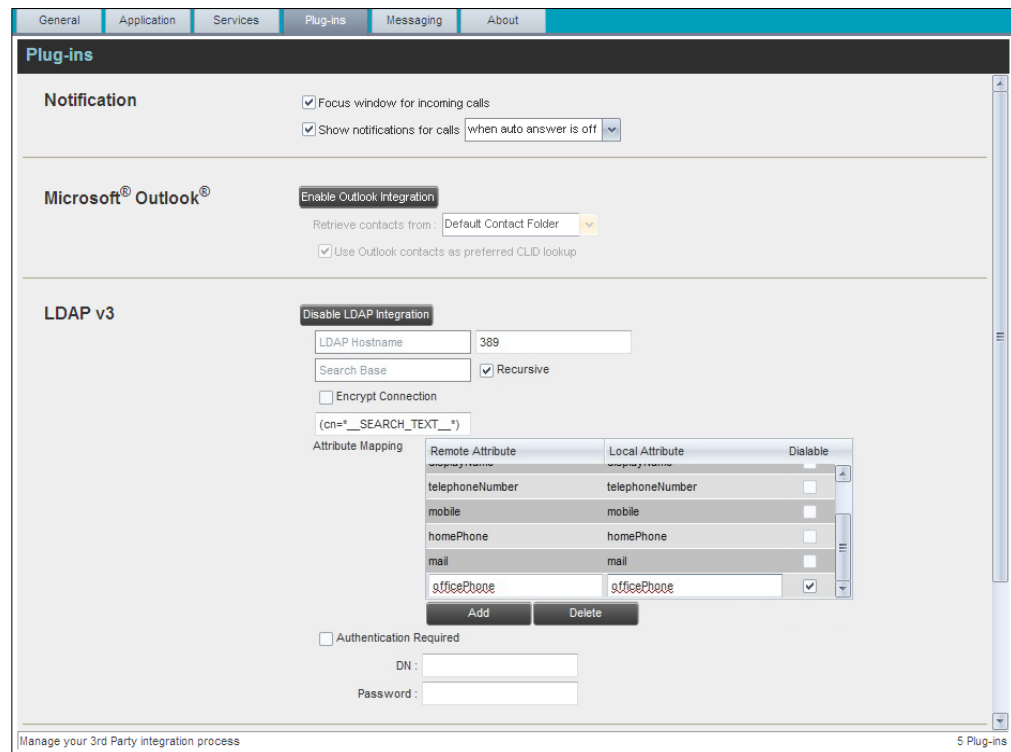 General Application Services Plug-ins Messaging About
Plug-ins
Notification
Focus window for incoming calls
Show notifications for calls when auto answer is off
Microsoft® Outlook®
Enable Outlook Integration
Retrieve contacts from : Default Contact Folder
Use Outlook contacts as preferred CLID lookup
LDAP v3
Disable LDAP Integration
LDAP Hostname 389
Search Base Recursive
Encrypt Connection
(cn=*__SEARCH_TEXT__*)
Attribute Mapping
Remote Attribute Local Attribute Dialable
displayName displayName
telephoneNumber telephoneNumber
mobile mobile
homePhone homePhone
mail mail
officePhone officePhone
Add Delete
Authentication Required
DN :
Password :
Manage your 3rd Party integration process 5 Plug-ins